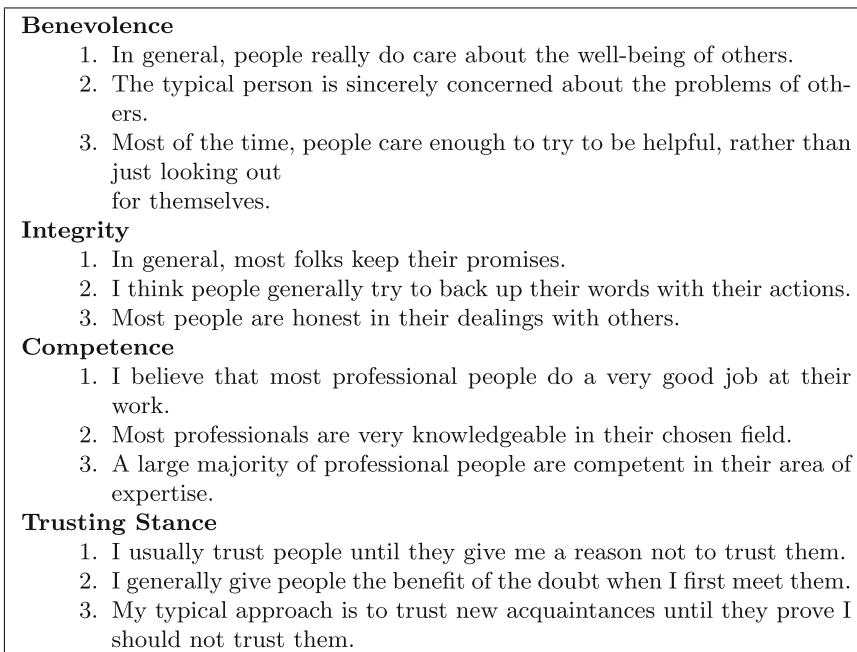 Benevolence
1. In general, people really do care about the well-being of others.
2. The typical person is sincerely concerned about the problems of oth-
ers.
3. Most of the time, people care enough to try to be helpful, rather than
just looking out
for themselves.
Integrity
1. In general, most folks keep their promises.
2. I think people generally try to back up their words with their actions.
3. Most people are honest in their dealings with others.
Competence
1. I believe that most professional people do a very good job at their
work.
2. Most professionals are very knowledgeable in their chosen field.
3. A large majority of professional people are competent in their area of
expertise.
Trusting Stance
1. I usually trust people until they give me a reason not to trust them.
2. I generally give people the benefit of the doubt when I first meet them.
3. My typical approach is to trust new acquaintances until they prove I
should not trust them.